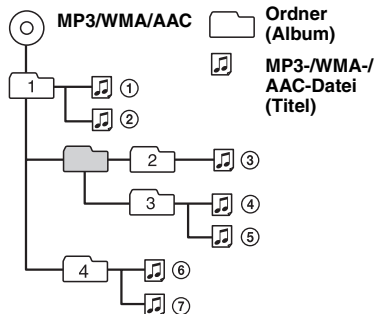 MP3/WMA/AAC
Ordner
(Album)
MP3-/WMA-/
AAC-Datei
(Titel)
1
①
②
2
③
3
④
⑤
4
⑥
⑦